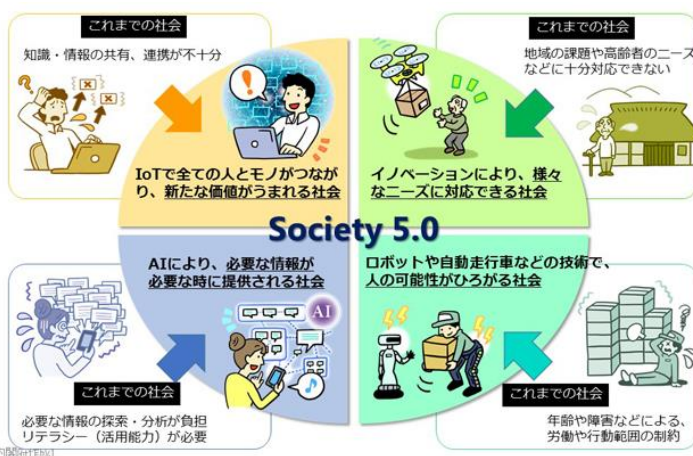 これまでの社会
知識・情報の共有、連携が不十分
IoTで全ての人とモノがつなが
り、新たな価値がうまれる社会
これまでの社会
地域の課題や高齢者のニーズ
などに十分対応できない
イノベーションにより、様々
なニーズに対応できる社会
Society 5.0
AIにより、必要な情報が
必要な時に提供される社会
AI
これまでの社会
必要な情報の探索・分析が負担
リテラシー（活用能力）が必要
ロボットや自動走行車などの技術で、
人の可能性がひろがる社会
これまでの社会
年齢や障害などによる、
労働や行動範囲の制約